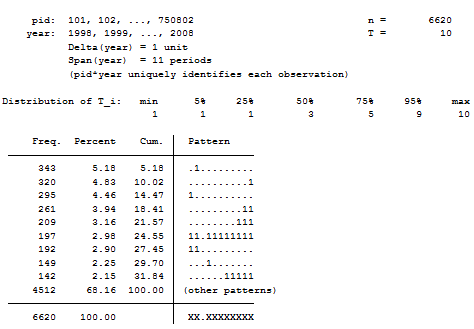 pid: 101, 102, ..., 750802 n = 6620
year: 1998, 1999, ..., 2008 T = 10
Delta(year) = 1 unit
Span(year) = 11 periods
(pid*year uniquely identifies each observation)
Distribution of T_i: min 5% 25% 50% 75% 95% max
1 1 1 3 5 9 10
Freq. Percent Cum. Pattern
343 5.18 5.18 .1.........
320 4.83 10.02 ..........1
295 4.46 14.47 1..........
261 3.94 18.41 .........11
209 3.16 21.57 ........111
197 2.98 24.55 11.11111111
192 2.90 27.45 11.........
149 2.25 29.70 ...1.......
142 2.15 31.84 ......11111
4512 68.16 100.00 (other patterns)
6620 100.00 XX.XXXXXXXX